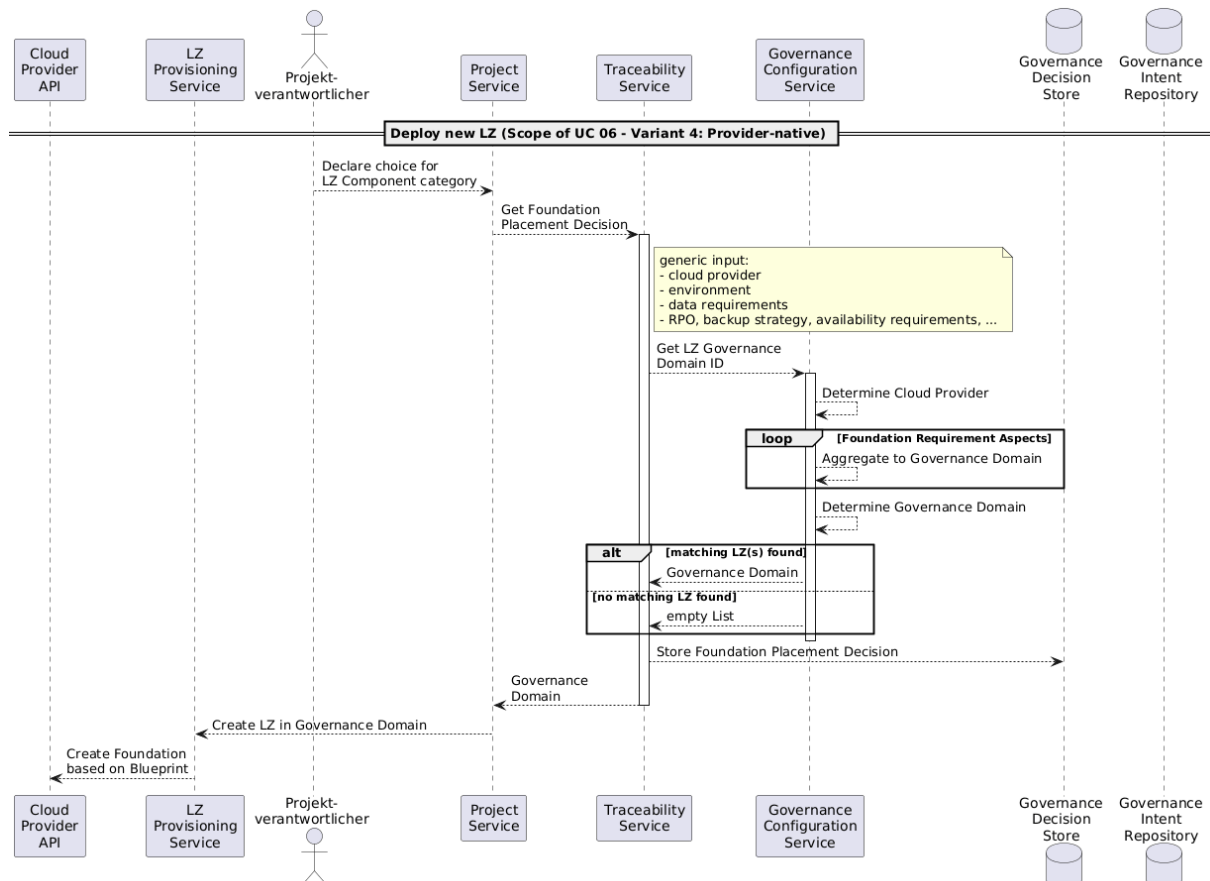 Cloud
Provider
API
LZ
Provisioning
Service
Projekt-
verantwortlicher
Project
Service
Traceability
Service
Governance
Configuration
Service
Governance
Decision
Store
Governance
Intent
Repository
Deploy new LZ (Scope of UC 06 - Variant 4: Provider-native)
Declare choice for
LZ Component category
Get Foundation
Placement Decision
generic input:
- cloud provider
- environment
- data requirements
- RPO, backup strategy, availability requirements, ...
Get LZ Governance
Domain ID
Determine Cloud Provider
loop [Foundation Requirement Aspects]
Aggregate to Governance Domain
Determine Governance Domain
alt [matching LZ(s) found]
Governance Domain
[no matching LZ found]
empty List
Store Foundation Placement Decision
Governance
Domain
Create LZ in Governance Domain
Create Foundation
based on Blueprint
Cloud
Provider
API
LZ
Provisioning
Service
Projekt-
verantwortlicher
Project
Service
Traceability
Service
Governance
Configuration
Service
Governance
Decision
Store
Governance
Intent
Repository